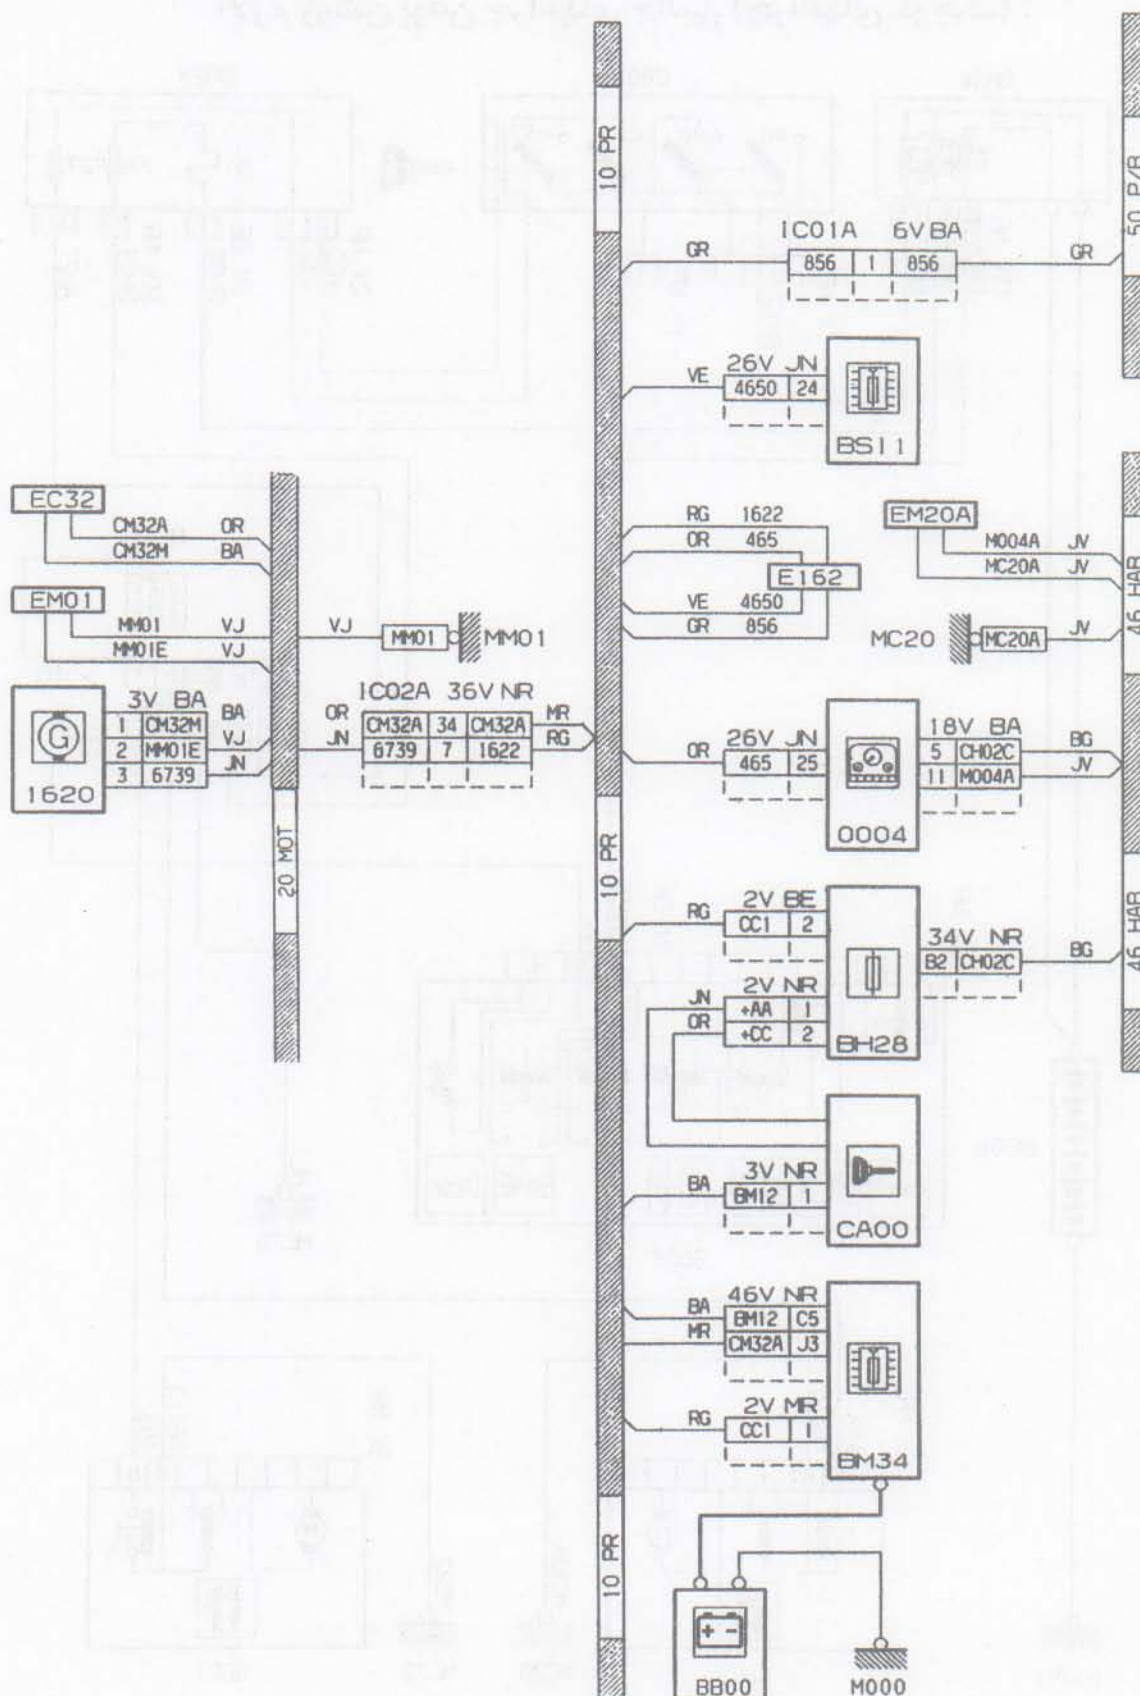 10 PR
50 P/R
1C01A 6V BA
GR 856 1 856 GR
26V JN
VE 4650 24
BS11
EC32
CM32A OR
CM32M BA
RG 1622
OR 465
E162
VE 4650
GR 856
EM20A
M004A JV
MC20A JV
46 HAR
MC20 MC20A JV
EM01
MM01 VJ
MM01E VJ
VJ MM01 MM01
3V BA
1 CM32M BA
2 MM01E VJ
3 6739 JN
1620
1C02A 36V NR
OR CM32A 34 CM32A MR
JN 6739 7 1622 RG
26V JN
OR 465 25
0004
18V BA
5 CH02C BG
11 M004A JV
20 MOT
10 PR
46 HAR
2V BE
RG CC1 2
2V NR
JN +AA 1
OR +CC 2
BH28
34V NR
B2 CH02C BG
3V NR
BA BM12 1
CA00
46V NR
BA BM12 C5
MR CM32A J3
2V MR
RG CC1 1
BM34
10 PR
BB00
M000